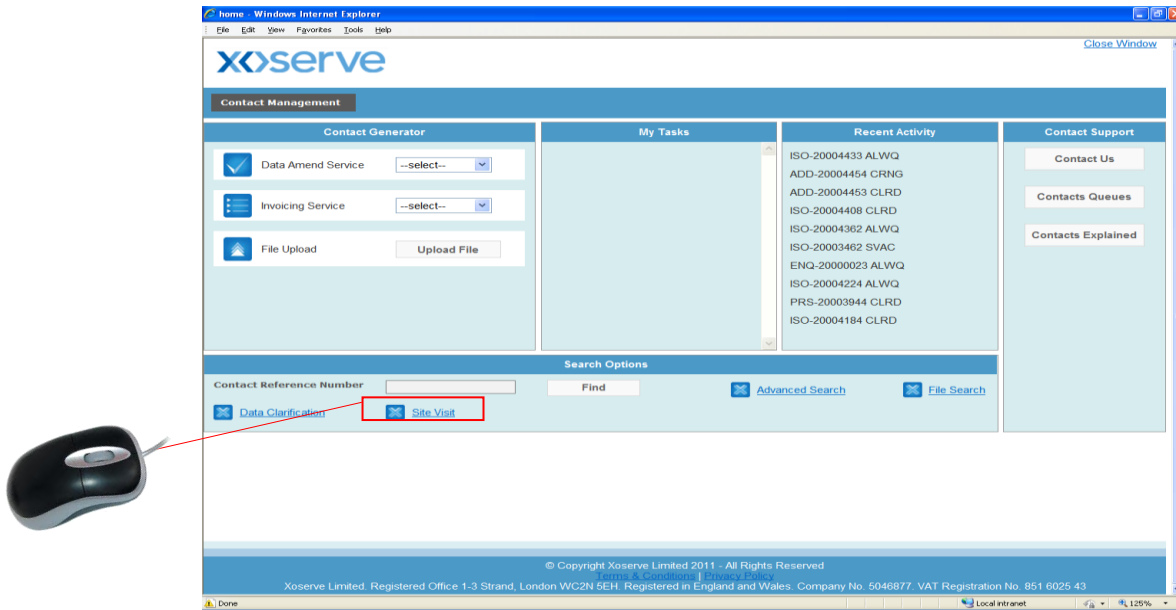 home - Windows Internet Explorer
File Edit View Favorites Tools Help
Close Window
xoserve
Contact Management
Contact Generator
Data Amend Service --select--
Invoicing Service --select--
File Upload Upload File
My Tasks
Recent Activity
ISO-20004433 ALWQ
ADD-20004454 CRNG
ADD-20004453 CLRD
ISO-20004408 CLRD
ISO-20004362 ALWQ
ISO-20003462 SVAC
ENQ-20000023 ALWQ
ISO-20004224 ALWQ
PRS-20003944 CLRD
ISO-20004184 CLRD
Contact Support
Contact Us
Contacts Queues
Contacts Explained
Search Options
Contact Reference Number Find Advanced Search File Search
Data Clarification Site Visit
© Copyright Xoserve Limited 2011 - All Rights Reserved
Terms & Conditions | Privacy Policy
Xoserve Limited. Registered Office 1-3 Strand, London WC2N 5EH. Registered in England and Wales. Company No. 5046877. VAT Registration No. 851 6025 43
Done Local intranet 125%